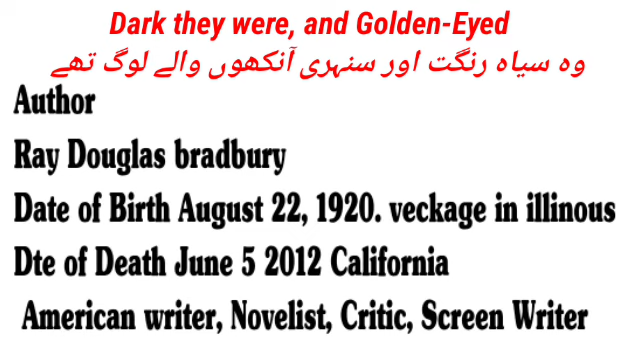 Dark they were, and Golden-Eyed
وہ سیاہ رنگت اور سنہری آنکھوں والے لوگ تھے
Author
Ray Douglas bradbury
Date of Birth August 22, 1920. veckage in illinous
Dte of Death June 5 2012 California
American writer, Novelist, Critic, Screen Writer